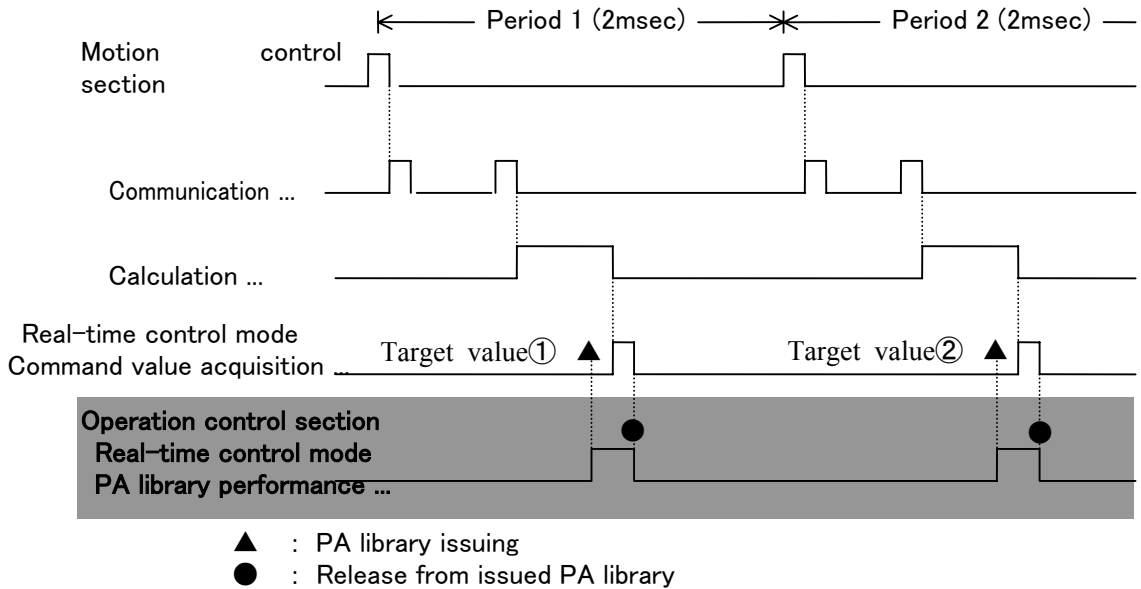 Period 1 (2msec)
Period 2 (2msec)
Motion control
section
Communication ...
Calculation ...
Real-time control mode
Command value acquisition ...
Target value①
Target value②
Operation control section
Real-time control mode
PA library performance ...
▲ : PA library issuing
● : Release from issued PA library